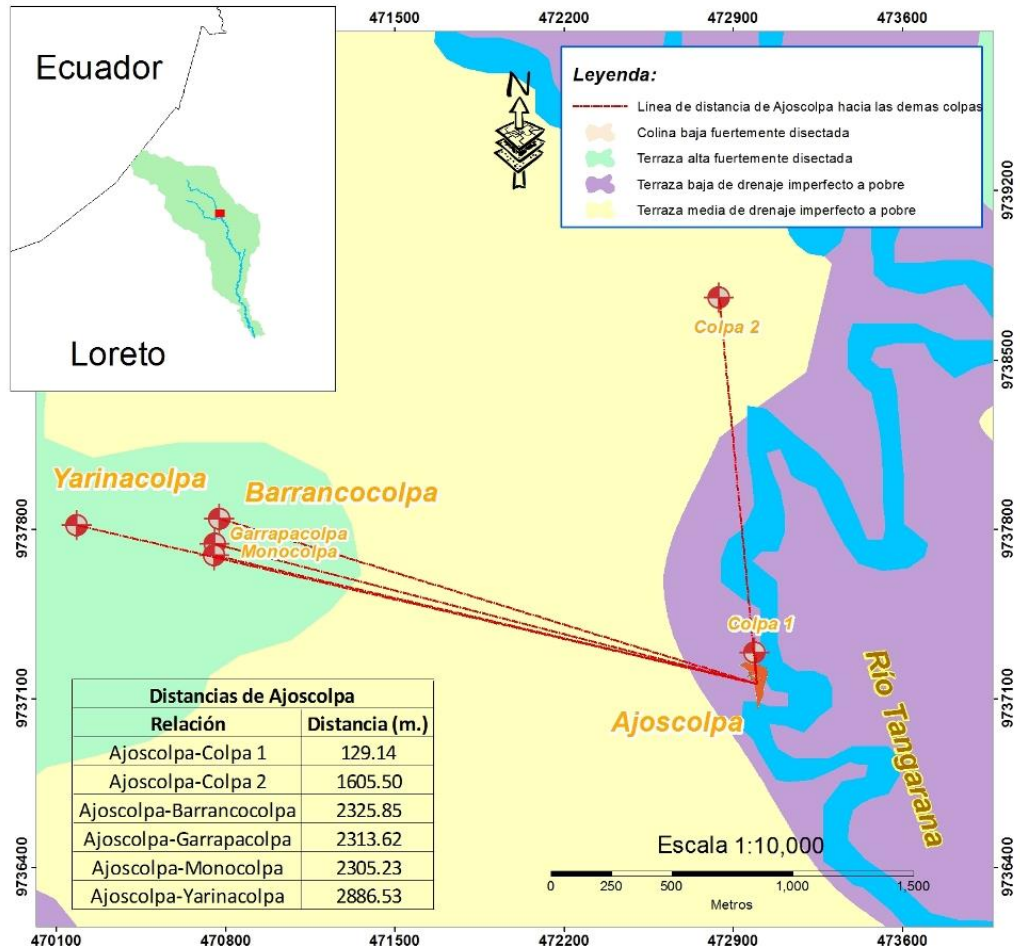 471500 472200 472900 473600
Ecuador
Loreto
N
Leyenda:
Linea de distancia de Ajoscolpa hacia las demas colpas
Colina baja fuertemente disectada
Terraza alta fuertemente disectada
Terraza baja de drenaje imperfecto a pobre
Terraza media de drenaje imperfecto a pobre
9739200
Colpa 2
9738500
Yarinacolpa
Barrancocolpa
Garrapacolpa
Monocolpa
9737800
9737800
Colpa 1
Ajoscolpa
Río Tangarana
9737100
9737100
Distancias de Ajoscolpa
Relación Distancia (m.)
Ajoscolpa-Colpa 1 129.14
Ajoscolpa-Colpa 2 1605.50
Ajoscolpa-Barrancocolpa 2325.85
Ajoscolpa-Garrapacolpa 2313.62
Ajoscolpa-Monocolpa 2305.23
Ajoscolpa-Yarinacolpa 2886.53
Escala 1:10,000
0 250 500 1,000 1,500
Metros
9736400
9736400
470100 470800 471500 472200 472900 473600